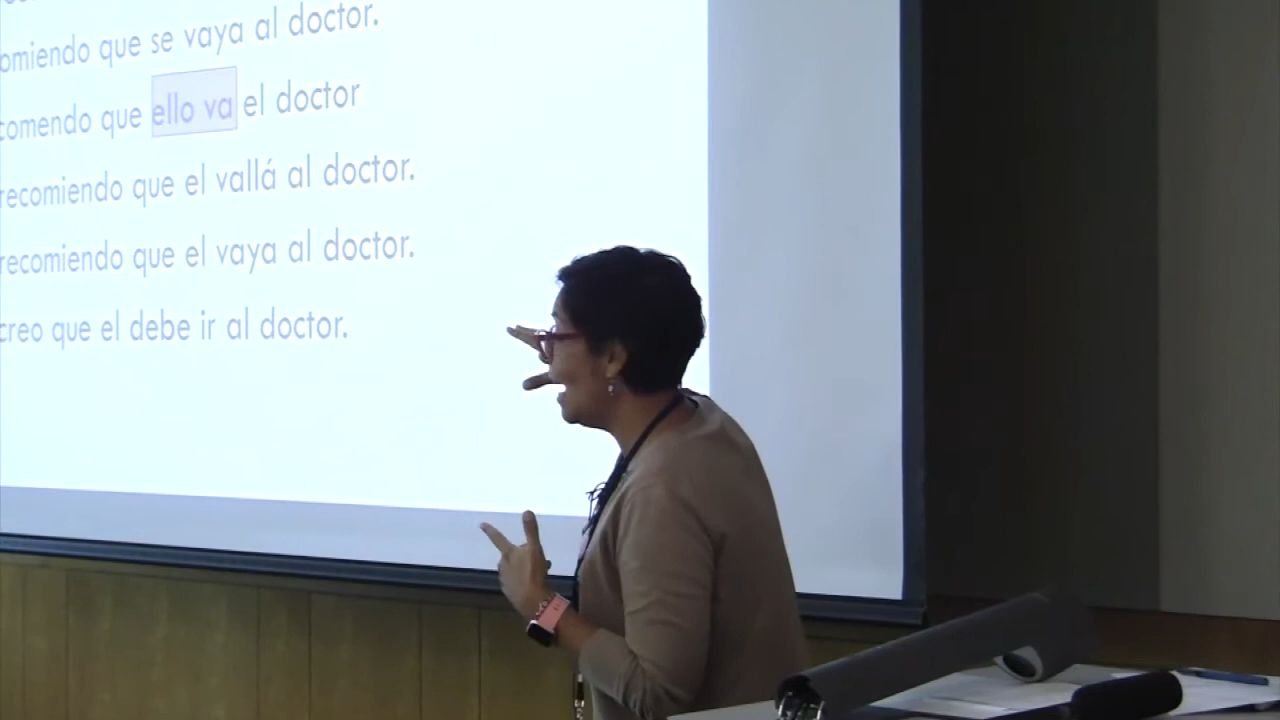 omiendo que se vaya al doctor.
comendo que ello va el doctor
recomiendo que el vallá al doctor.
recomiendo que el vaya al doctor.
creo que el debe ir al doctor.